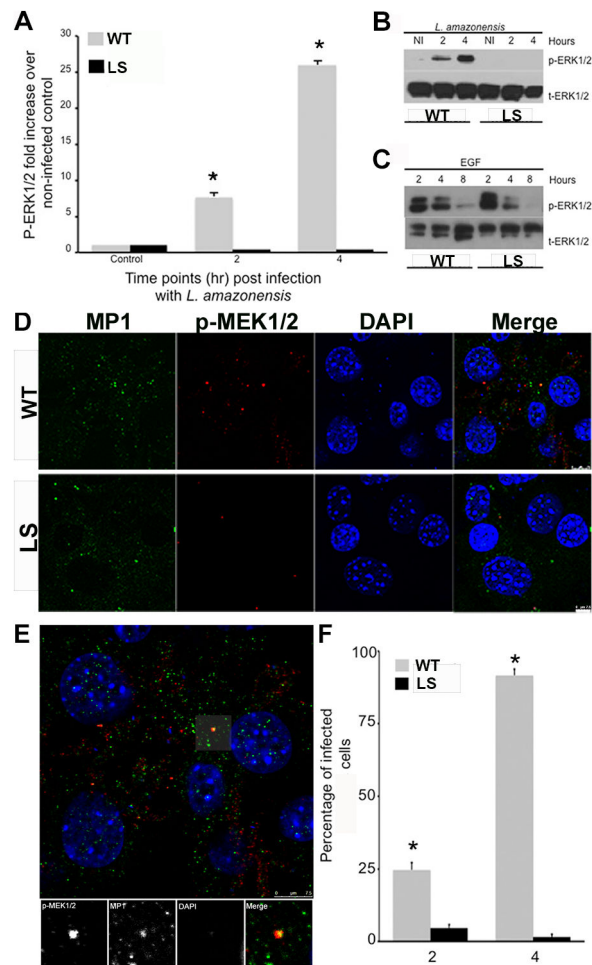 A
WT
LS
P-ERK1/2 fold increase over
non-infected control
30
25
20
15
10
5
0
Control
2
4
Time points (hr) post infection
with L. amazonensis
B
L. amazonensis
NI 2 4 NI 2 4 Hours
p-ERK1/2
t-ERK1/2
WT LS
C
EGF
2 4 8 2 4 8 Hours
p-ERK1/2
t-ERK1/2
WT LS
D
MP1 p-MEK1/2 DAPI Merge
WT
LS
E
0 µm 7.5
p-MEK1/2 MP1 DAPI Merge
F
WT
LS
Percentage of infected
cells
100
75
50
25
0
2 4